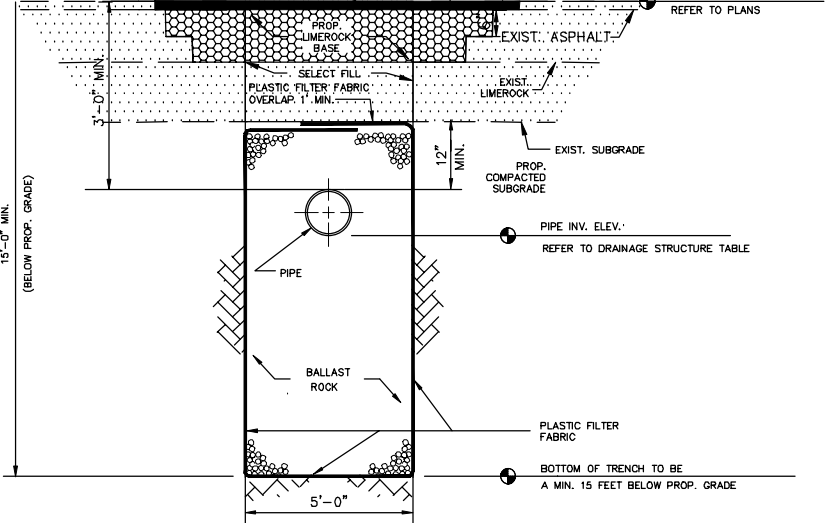 REFER TO PLANS
PROP.
LIMEROCK
BASE
6"
EXIST. ASPHALT
3'-0" MIN.
SELECT FILL
PLASTIC FILTER FABRIC
OVERLAP 1' MIN.
EXIST.
LIMEROCK
12"
MIN.
EXIST. SUBGRADE
PROP.
COMPACTED
SUBGRADE
15'-0" MIN.
(BELOW PROP. GRADE)
PIPE INV. ELEV.
REFER TO DRAINAGE STRUCTURE TABLE
PIPE
BALLAST
ROCK
PLASTIC FILTER
FABRIC
BOTTOM OF TRENCH TO BE
A MIN. 15 FEET BELOW PROP. GRADE
5'-0"